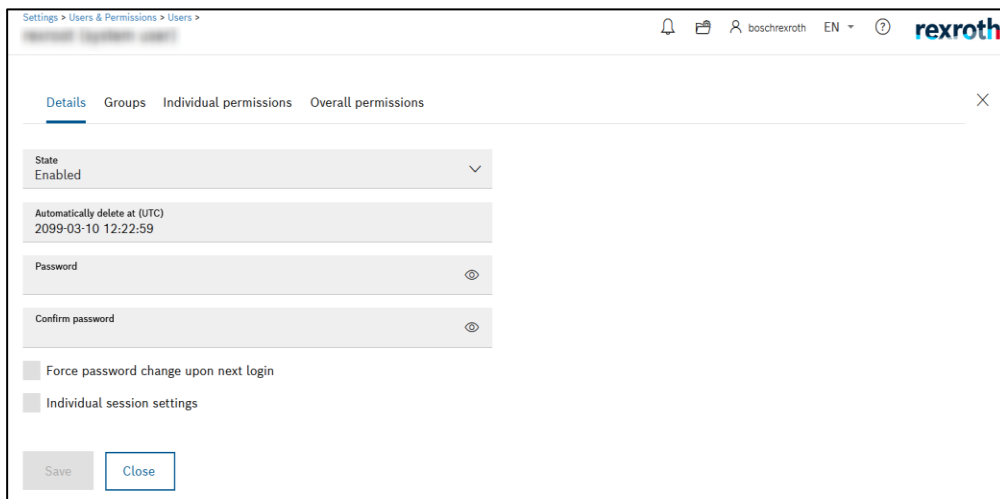 Settings > Users & Permissions > Users >
boschrexroth EN ? rexroth
Details Groups Individual permissions Overall permissions
State
Enabled
Automatically delete at (UTC)
2099-03-10 12:22:59
Password
Confirm password
Force password change upon next login
Individual session settings
Save Close